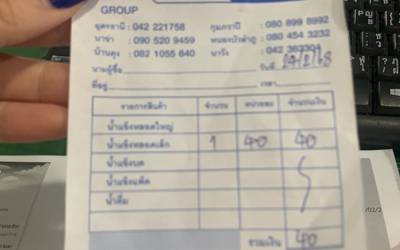 GROUP
อุดรธานี : 042 221758 กุมภวาปี : 080 899 8992
นาข่า : 090 520 9459 หนองบัวลำภู : 080 454 3232
บ้านดุง : 082 1055 640 นาวัง : 042 363304
นามผู้ซื้อ วันที่ 29/2/68
ที่อยู่ เวลา
รายการสินค้า จำนวน หน่วยละ จำนวนเงิน
น้ำแข็งหลอดใหญ่
น้ำแข็งหลอดเล็ก 1 40 40
น้ำแข็งบด
น้ำแข็งแพ็ค
น้ำดื่ม
รวมเงิน 40